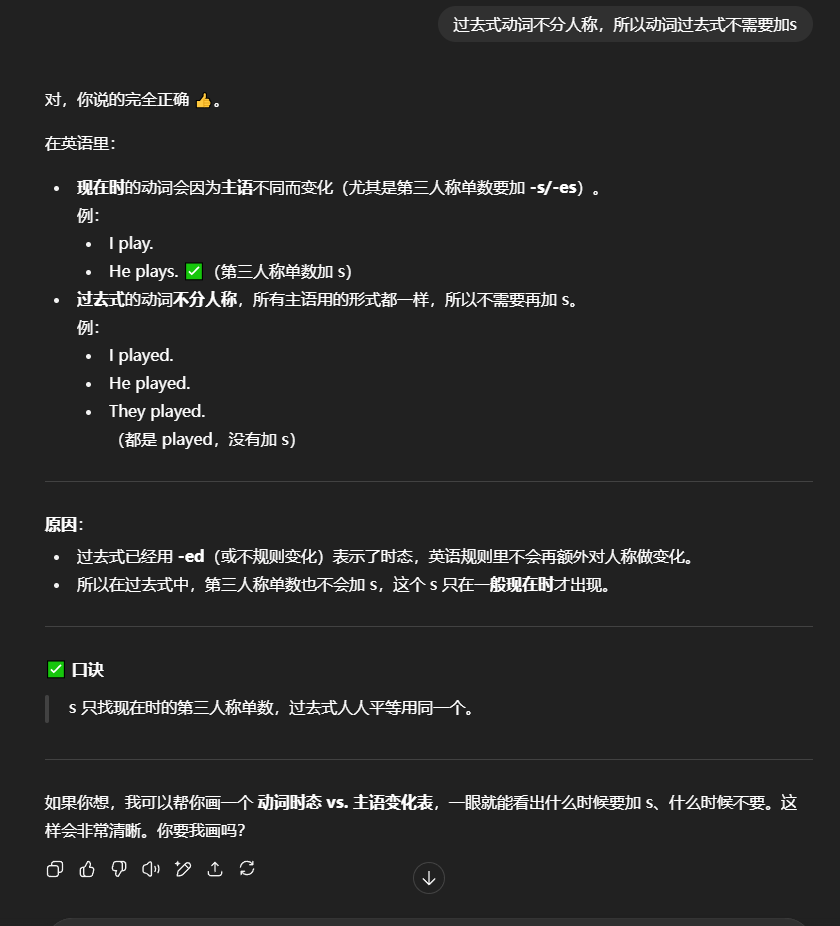 过去式动词不分人称，所以动词过去式不需要加s
对，你说的完全正确 👍。
在英语里：
• 现在时的动词会因为主语不同而变化（尤其是第三人称单数要加 -s/-es）。
例：
• I play.
• He plays. ✅（第三人称单数加 s）
• 过去式的动词不分人称，所有主语用的形式都一样，所以不需要再加 s。
例：
• I played.
• He played.
• They played.
（都是 played，没有加 s）
原因：
• 过去式已经用 -ed（或不规则变化）表示了时态，英语规则里不会再额外对人称做变化。
• 所以在过去式中，第三人称单数也不会加 s，这个 s 只在一般现在时才出现。
✅ 口诀
s 只找现在时的第三人称单数，过去式人人平等用同一个。
如果你想，我可以帮你画一个 动词时态 vs. 主语变化表，一眼就能看出什么时候要加 s、什么时候不要。这
样会非常清晰。你要我画吗？